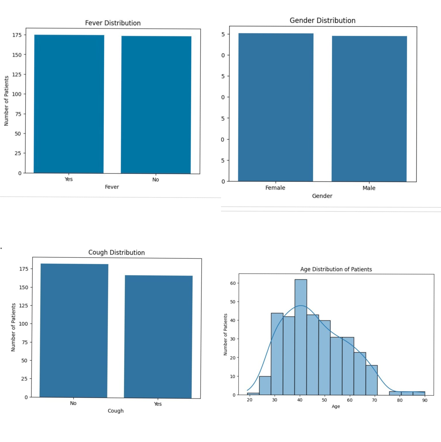 Fever Distribution
Number of Patients
175
150
125
100
75
50
25
0
Yes No
Fever
Gender Distribution
5
0
5
0
5
0
5
0
Female Male
Gender
Cough Distribution
Number of Patients
175
150
125
100
75
50
25
0
No Yes
Cough
Age Distribution of Patients
Number of Patients
60
50
40
30
20
10
0
20 30 40 50 60 70 80 90
Age